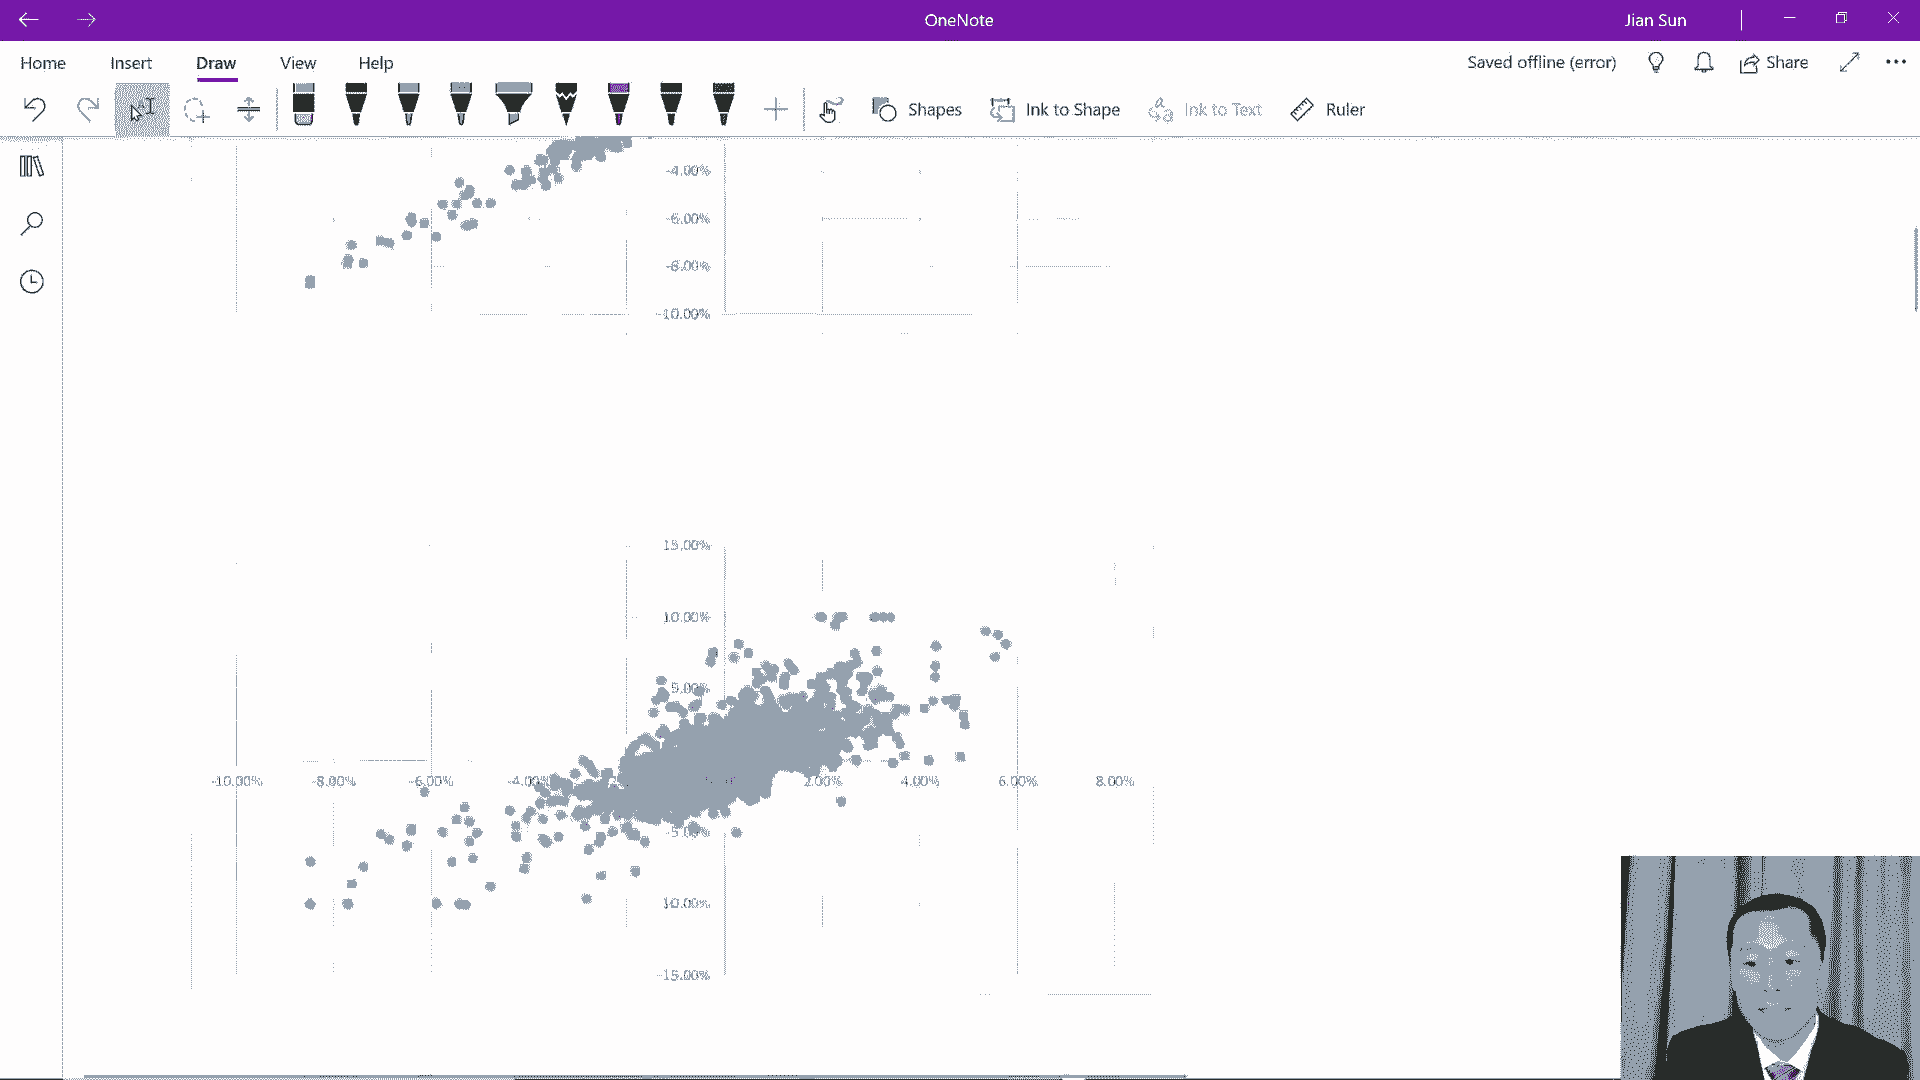 OneNote
Jian Sun
Home
Insert
Draw
View
Help
Saved offline (error)
Share
Shapes
Ink to Shape
Ink to Text
Ruler
-4.00%
-6.00%
-8.00%
-10.00%
15.00%
10.00%
5.00%
-10.00% -8.00% -6.00% -4.00% 2.00% 4.00% 6.00% 8.00%
-5.00%
-10.00%
-15.00%